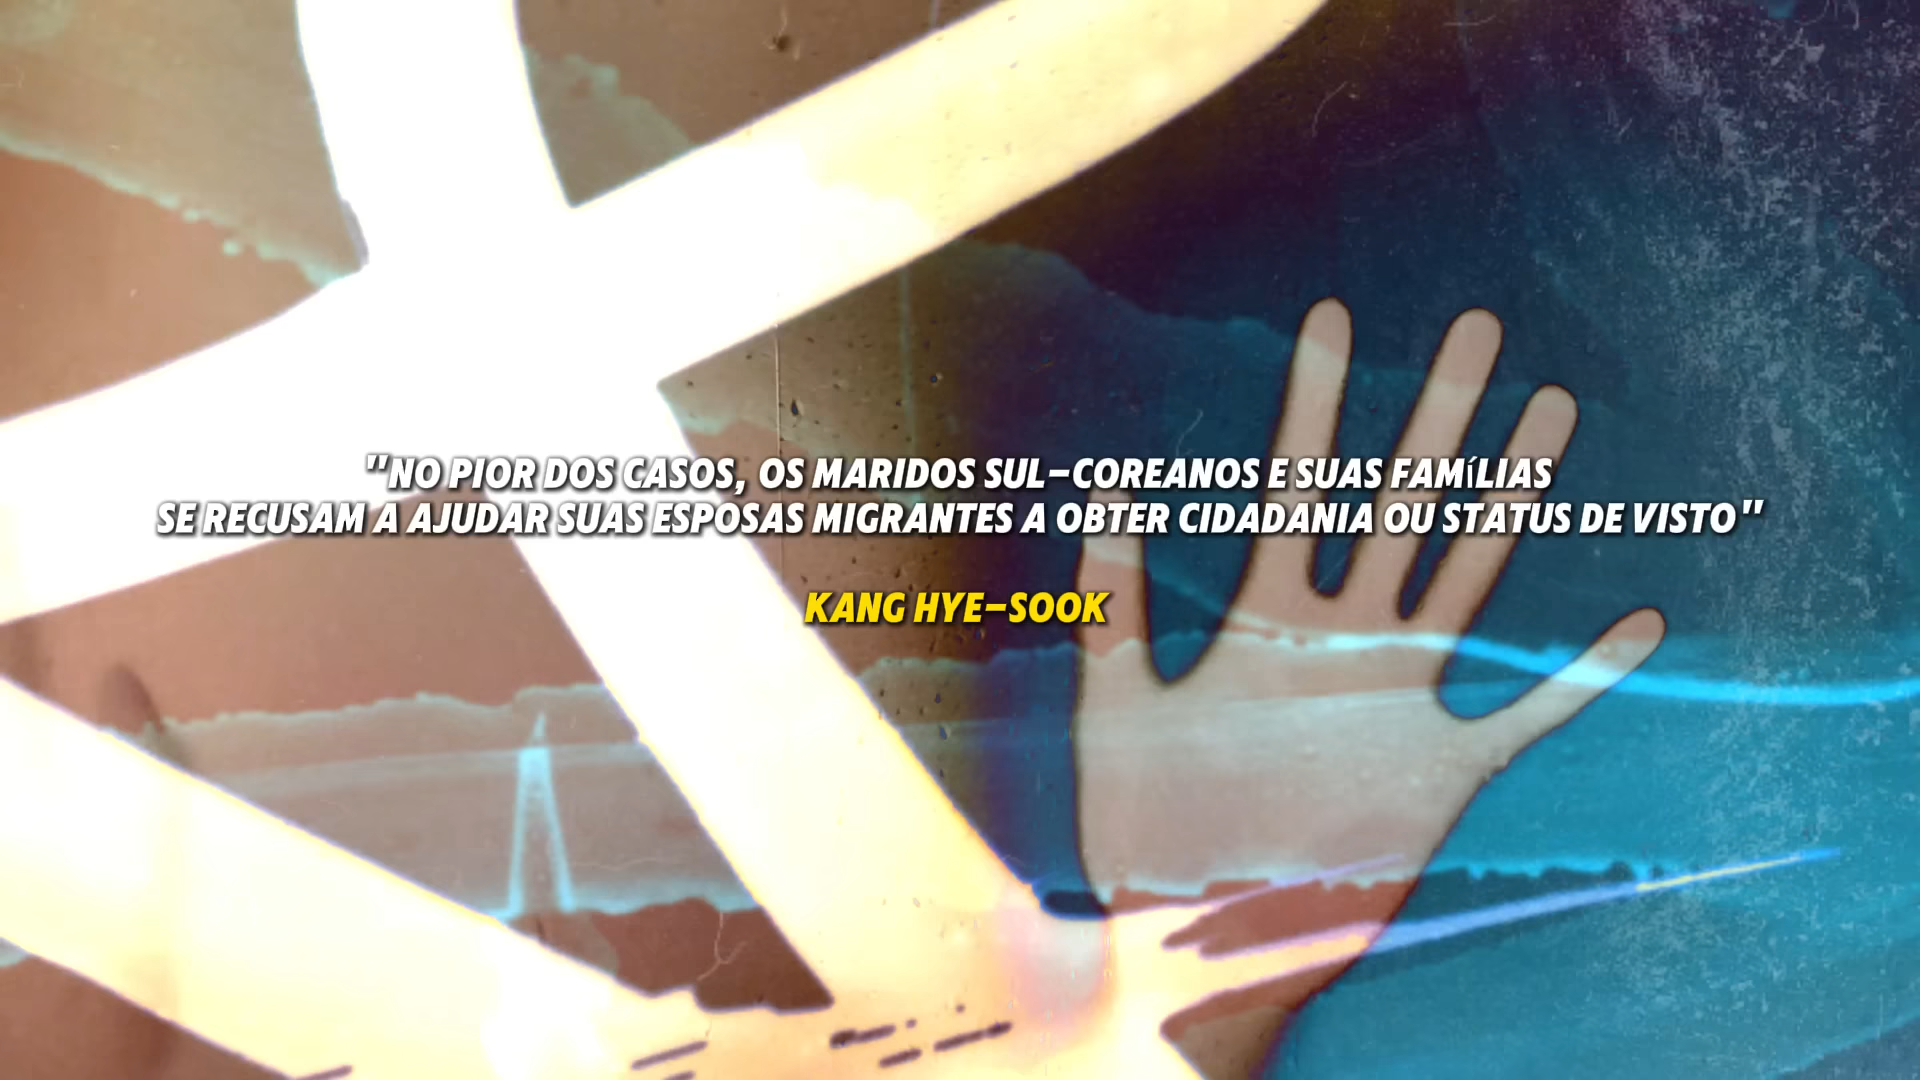 "NO PIOR DOS CASOS, OS MARIDOS SUL-COREANOS E SUAS FAMíLIAS
SE RECUSAM A AJUDAR SUAS ESPOSAS MIGRANTES A OBTER CIDADANIA OU STATUS DE VISTO"
KANG HYE-SOOK